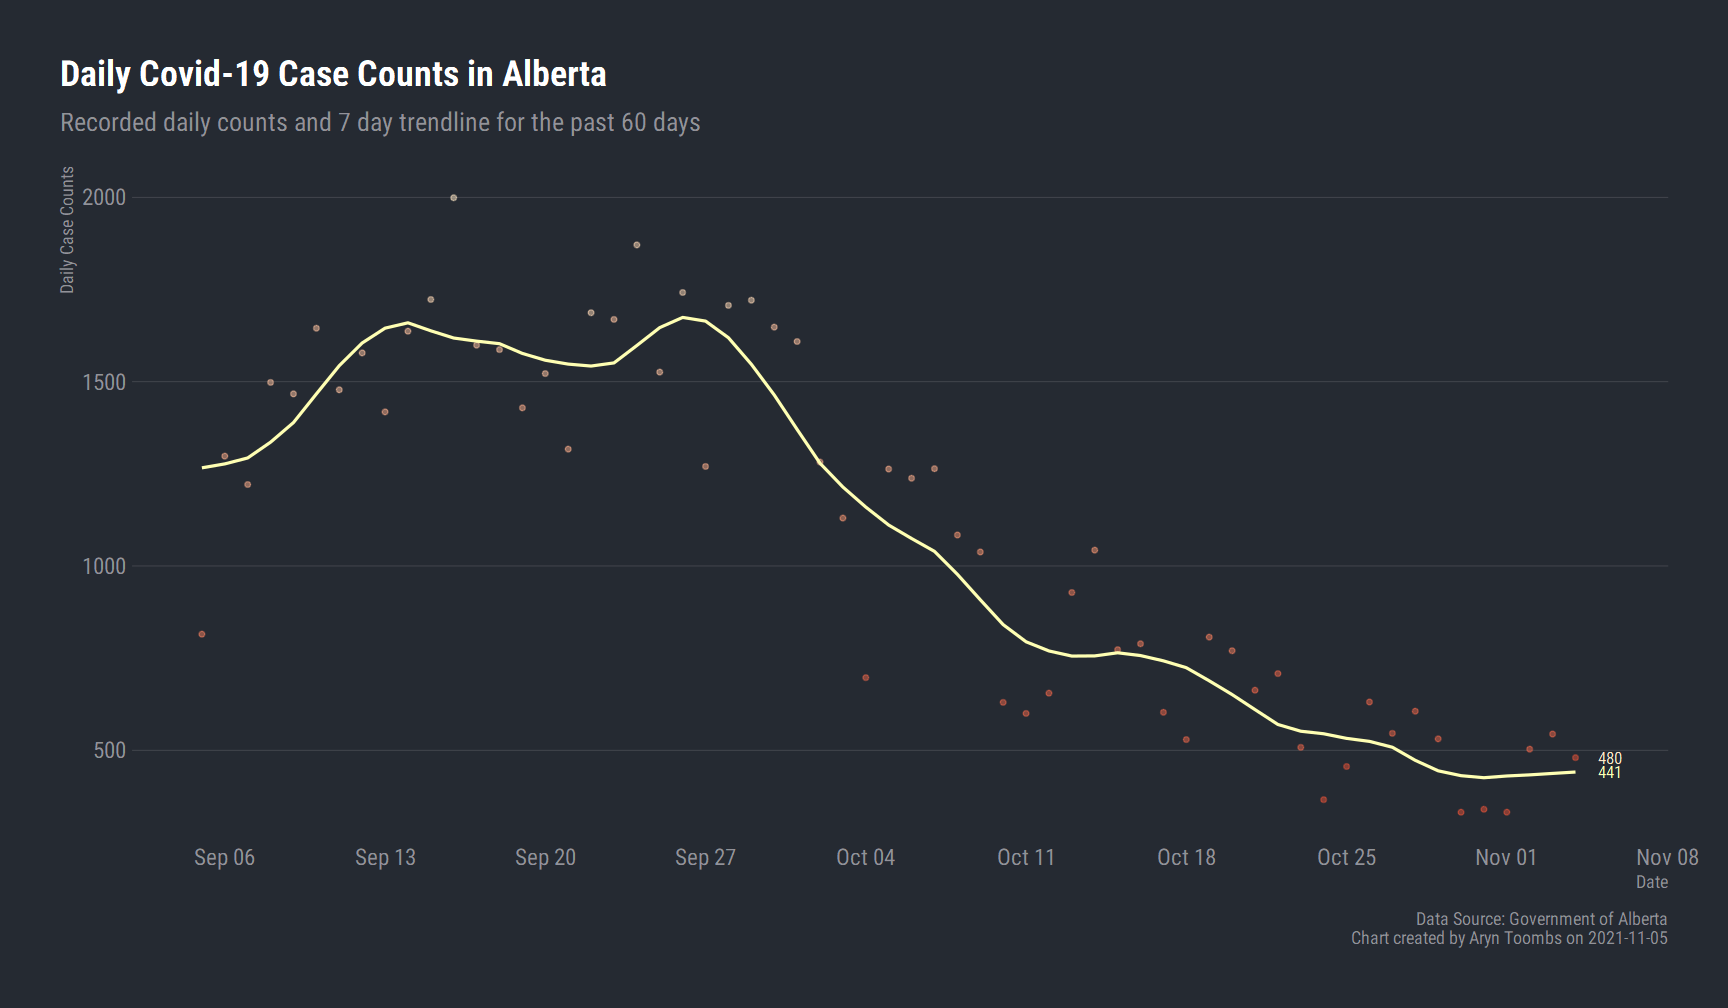 Daily Covid-19 Case Counts in Alberta
Recorded daily counts and 7 day trendline for the past 60 days
Daily Case Counts
2000
1500
1000
500
480
441
Sep 06 Sep 13 Sep 20 Sep 27 Oct 04 Oct 11 Oct 18 Oct 25 Nov 01 Nov 08
Date
Data Source: Government of Alberta
Chart created by Aryn Toombs on 2021-11-05